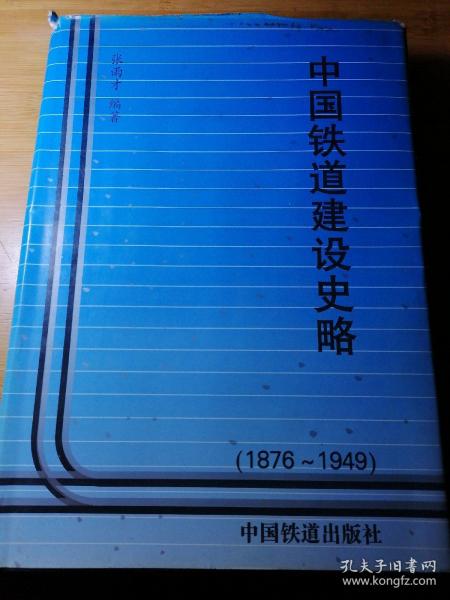 中国铁道建设史略
张雨才 编著
(1876~1949)
中国铁道出版社
孔夫子旧书网
www.kongfz.com